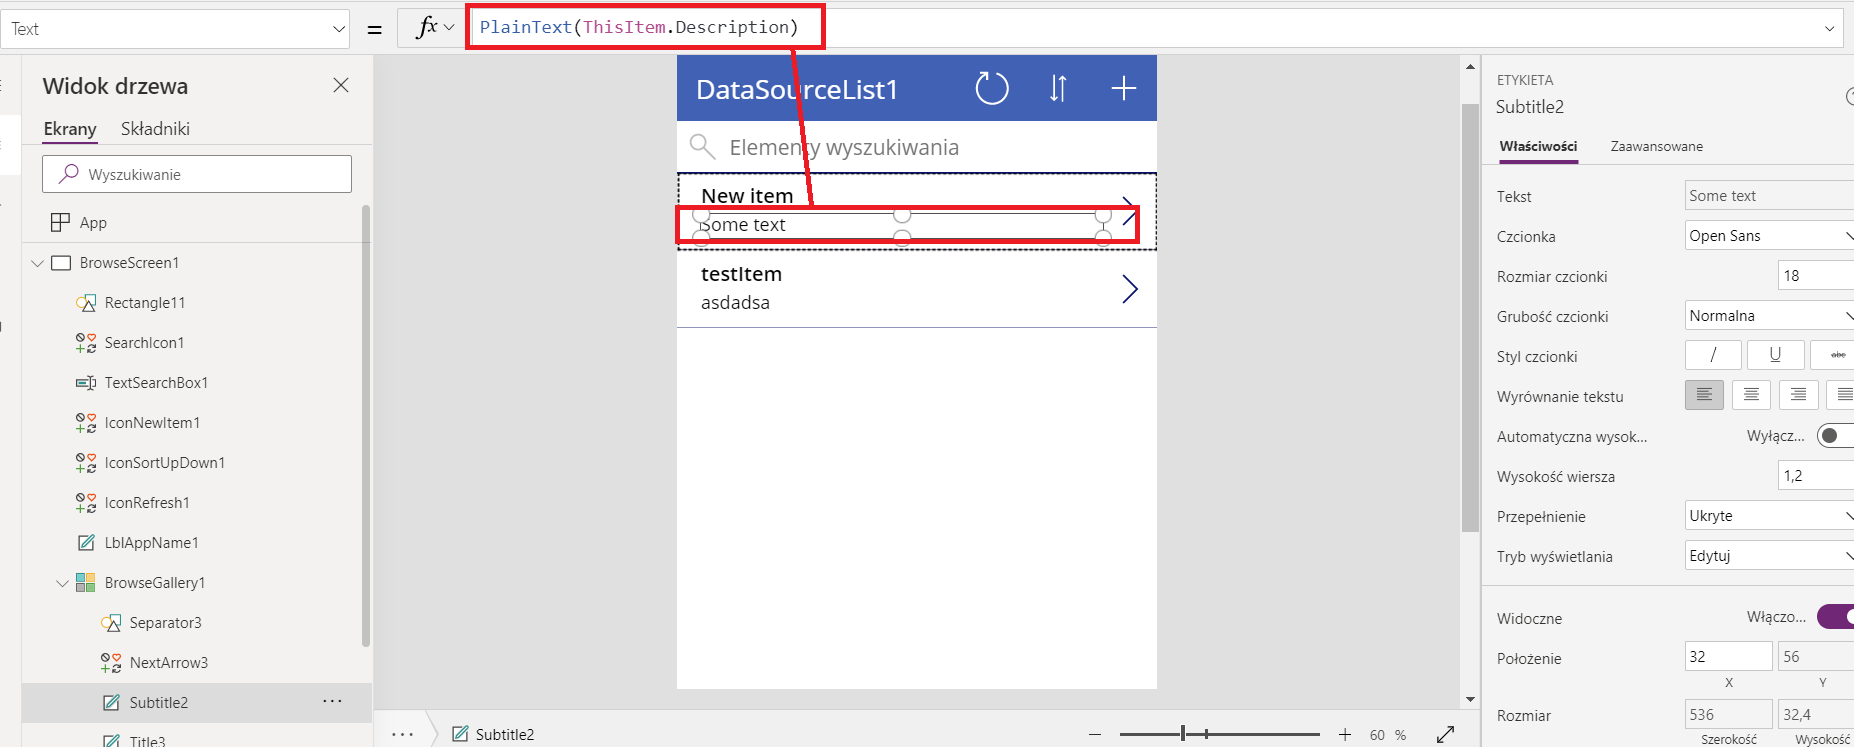 Text
=
fx
PlainText(ThisItem.Description)
Widok drzewa
Ekrany
Składniki
Wyszukiwanie
App
BrowseScreen1
Rectangle11
SearchIcon1
TextSearchBox1
IconNewItem1
IconSortUpDown1
IconRefresh1
LblAppName1
BrowseGallery1
Separator3
NextArrow3
Subtitle2
...
Title3
DataSourceList1
Elementy wyszukiwania
New item
Some text
testItem
asdadsa
...
Subtitle2
60 %
ETYKIETA
Subtitle2
Właściwości
Zaawansowane
Tekst
Some text
Czcionka
Open Sans
Rozmiar czcionki
18
Grubość czcionki
Normalna
Styl czcionki
/
U
abc
Wyrównanie tekstu
Automatyczna wysok...
Wyłącz...
Wysokość wiersza
1,2
Przepełnienie
Ukryte
Tryb wyświetlania
Edytuj
Widoczne
Włączo...
Położenie
32
56
X
Y
Rozmiar
536
32,4
Szerokość
Wysokość